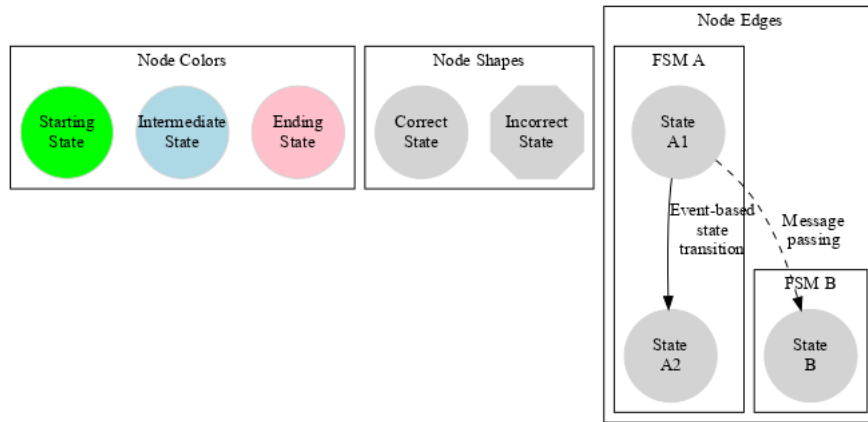 Node Colors
Starting
State
Intermediate
State
Ending
State
Node Shapes
Correct
State
Incorrect
State
Node Edges
FSM A
State
A1
Event-based
state
transition
Message
passing
FSM B
State
A2
State
B